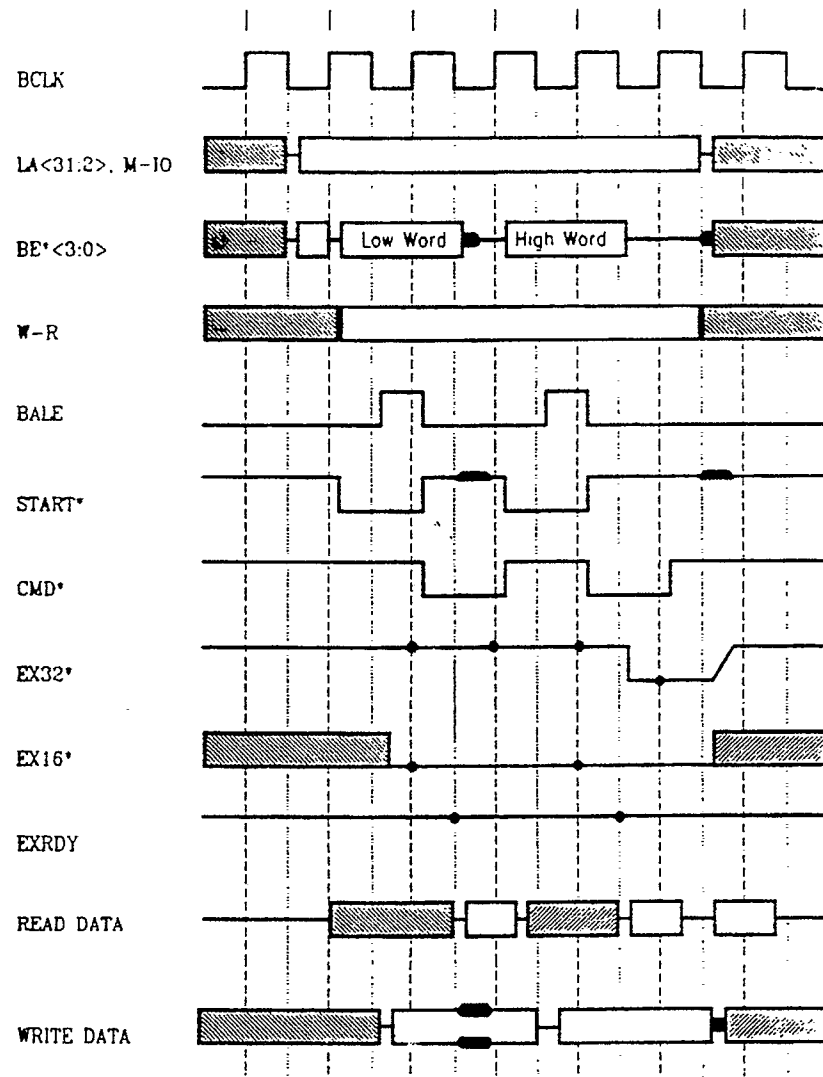 BCLK
LA<31:2>, M-IO
BE*<3:0>
Low Word
High Word
W-R
BALE
START*
CMD*
EX32*
EX16*
EXRDY
READ DATA
WRITE DATA